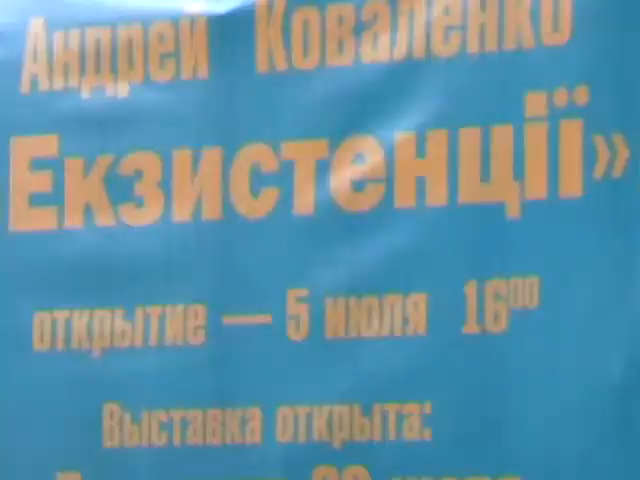 Андрей Коваленко
Екзистенції»
открытие — 5 июля 16⁰⁰
Выставка открыта: